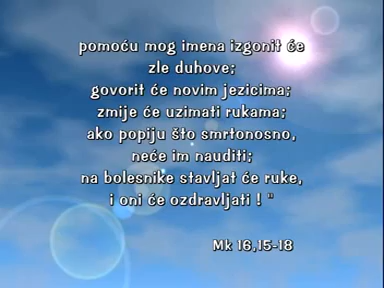 pomoću mog imena izgonit će
zle duhove;
govorit će novim jezicima;
zmije će uzimati rukama;
ako popiju što smrtonosno,
neće im nauditi;
na bolesnike stavljat će ruke,
i oni će ozdravljati ! "
Mk 16,15-18